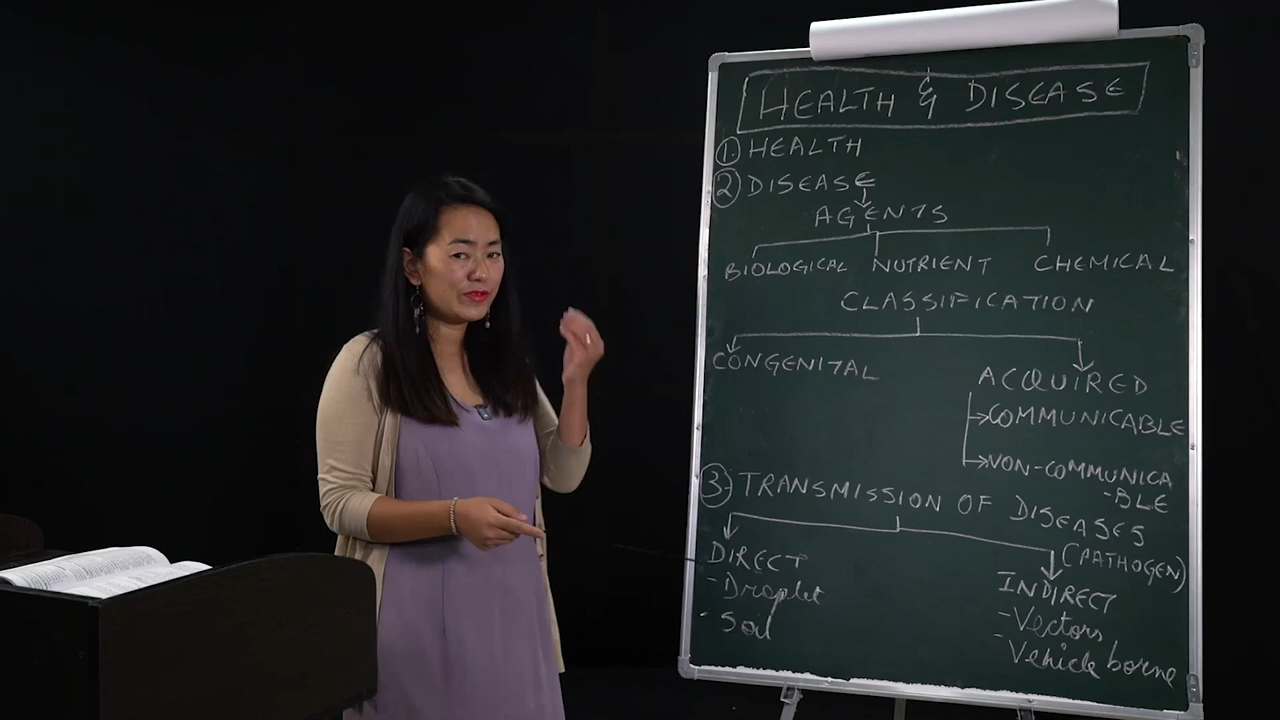 HEALTH & DISEASE
1. HEALTH
2 DISEASE
AGENTS
BIOLOGICAL NUTRIENT CHEMICAL
CLASSIFICATION
CONGENITAL
ACQUIRED
COMMUNICABLE
NON-COMMUNICA
-BLE
3. TRANSMISSION OF DISEASES
(PATHOGEN)
DIRECT INDIRECT
- Droplet - Vectors
- Soil - Vehicle borne